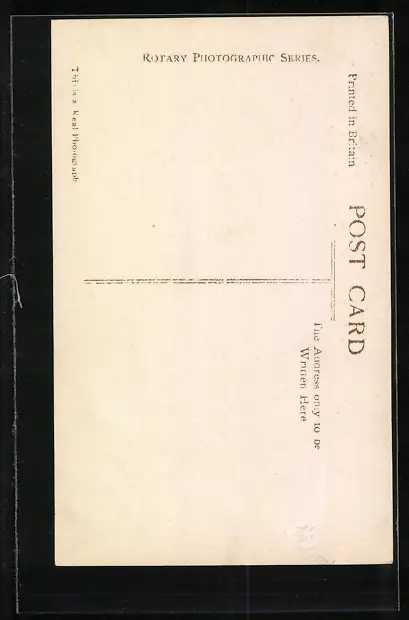 ROTARY PHOTOGRAPHIC SERIES.
Printed in Britain
POST CARD
The Address only to be
Written Here
This is a Real Photograph